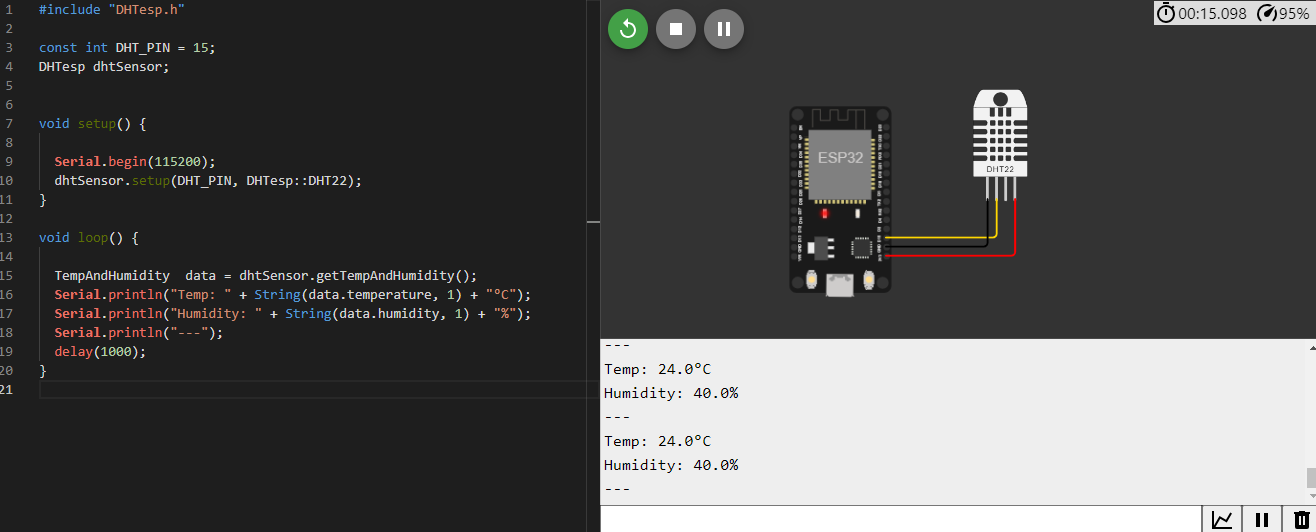 1 #include "DHTesp.h"
2
3 const int DHT_PIN = 15;
4 DHTesp dhtSensor;
5
6
7 void setup() {
8
9   Serial.begin(115200);
10   dhtSensor.setup(DHT_PIN, DHTesp::DHT22);
11 }
12
13 void loop() {
14
15   TempAndHumidity  data = dhtSensor.getTempAndHumidity();
16   Serial.println("Temp: " + String(data.temperature, 1) + "°C");
17   Serial.println("Humidity: " + String(data.humidity, 1) + "%");
18   Serial.println("---");
19   delay(1000);
20 }
21
00:15.098 95%
ESP32
DHT22
---
Temp: 24.0°C
Humidity: 40.0%
---
Temp: 24.0°C
Humidity: 40.0%
---